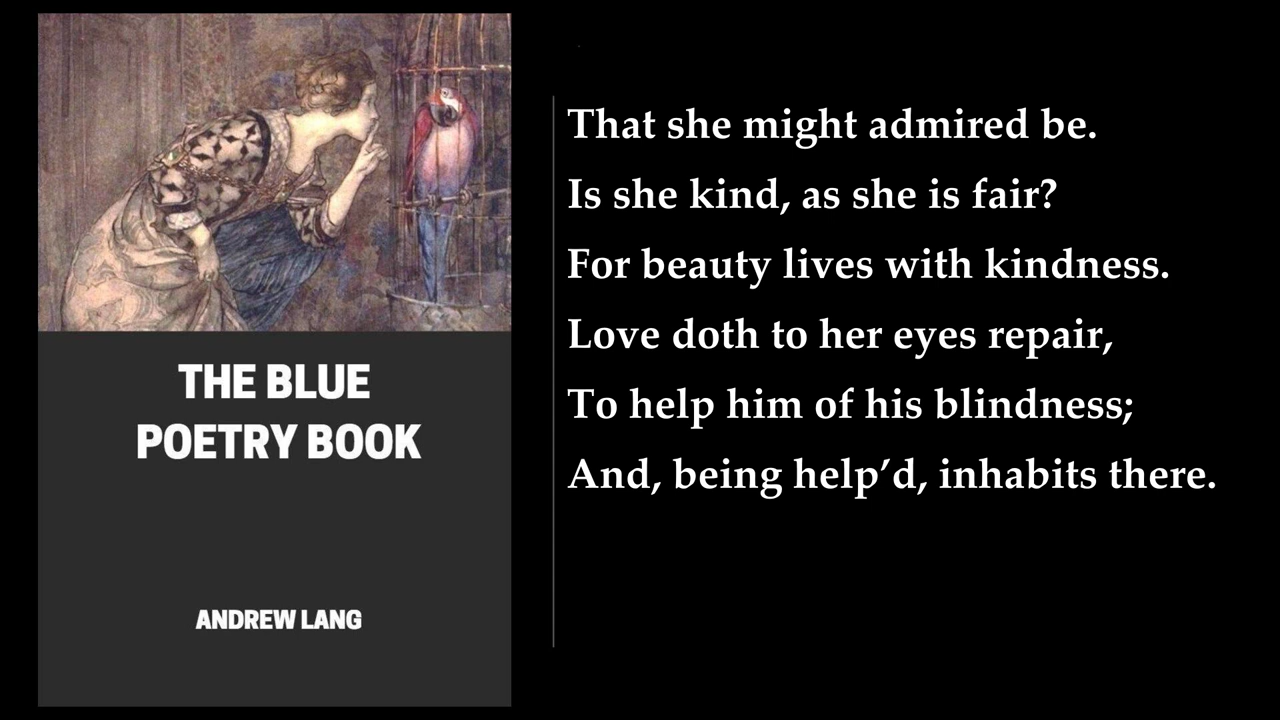 THE BLUE
POETRY BOOK
ANDREW LANG
That she might admired be.
Is she kind, as she is fair?
For beauty lives with kindness.
Love doth to her eyes repair,
To help him of his blindness;
And, being help’d, inhabits there.